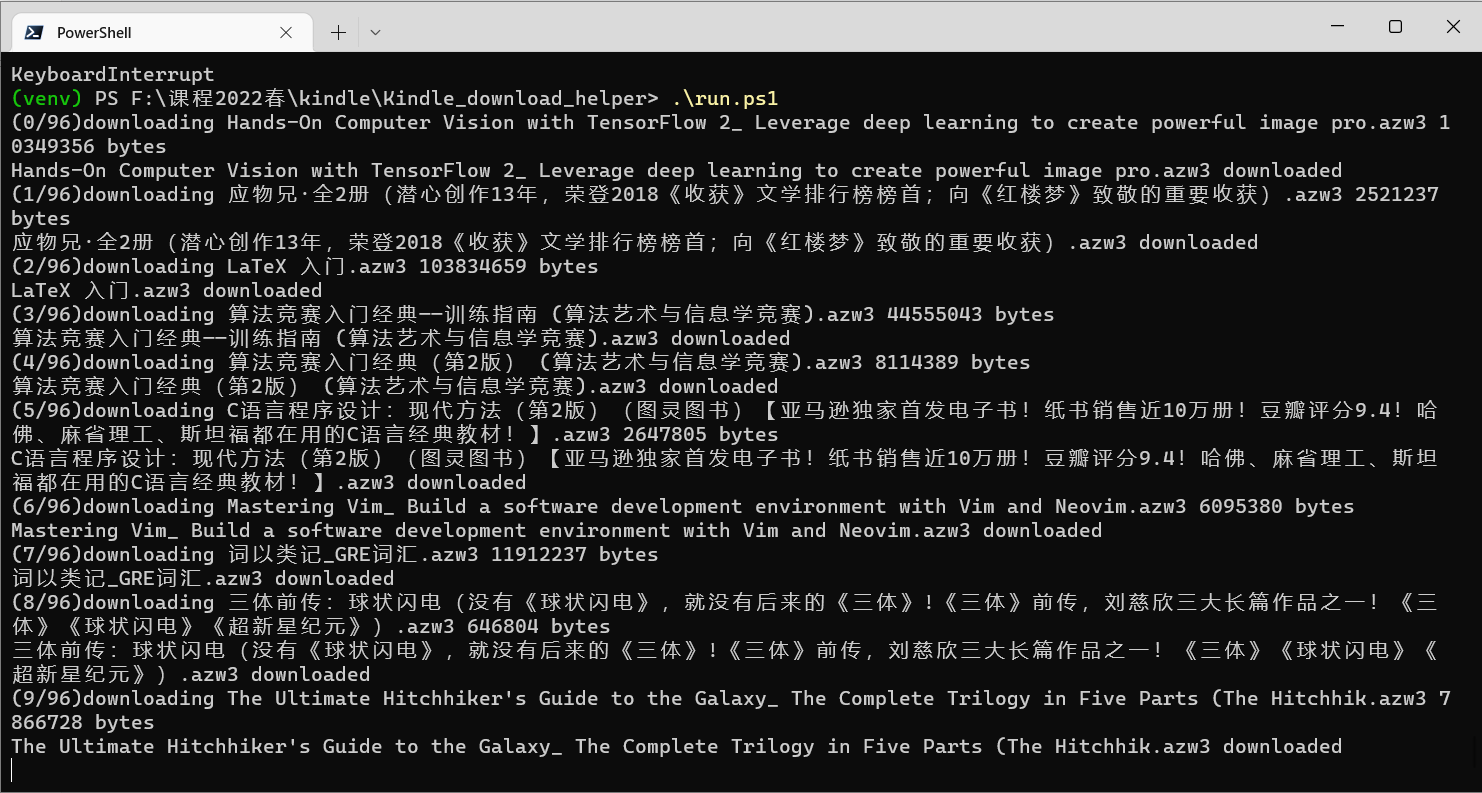 PowerShell
KeyboardInterrupt
(venv) PS F:\课程2022春\kindle\Kindle_download_helper> .\run.ps1
(0/96)downloading Hands-On Computer Vision with TensorFlow 2_ Leverage deep learning to create powerful image pro.azw3 1
0349356 bytes
Hands-On Computer Vision with TensorFlow 2_ Leverage deep learning to create powerful image pro.azw3 downloaded
(1/96)downloading 应物兄·全2册（潜心创作13年，荣登2018《收获》文学排行榜榜首；向《红楼梦》致敬的重要收获）.azw3 2521237
bytes
应物兄·全2册（潜心创作13年，荣登2018《收获》文学排行榜榜首；向《红楼梦》致敬的重要收获）.azw3 downloaded
(2/96)downloading LaTeX 入门.azw3 103834659 bytes
LaTeX 入门.azw3 downloaded
(3/96)downloading 算法竞赛入门经典——训练指南 (算法艺术与信息学竞赛).azw3 44555043 bytes
算法竞赛入门经典——训练指南 (算法艺术与信息学竞赛).azw3 downloaded
(4/96)downloading 算法竞赛入门经典（第2版） (算法艺术与信息学竞赛).azw3 8114389 bytes
算法竞赛入门经典（第2版） (算法艺术与信息学竞赛).azw3 downloaded
(5/96)downloading C语言程序设计：现代方法（第2版）（图灵图书）【亚马逊独家首发电子书！纸书销售近10万册！豆瓣评分9.4！哈
佛、麻省理工、斯坦福都在用的C语言经典教材！】.azw3 2647805 bytes
C语言程序设计：现代方法（第2版）（图灵图书）【亚马逊独家首发电子书！纸书销售近10万册！豆瓣评分9.4！哈佛、麻省理工、斯坦
福都在用的C语言经典教材！】.azw3 downloaded
(6/96)downloading Mastering Vim_ Build a software development environment with Vim and Neovim.azw3 6095380 bytes
Mastering Vim_ Build a software development environment with Vim and Neovim.azw3 downloaded
(7/96)downloading 词以类记_GRE词汇.azw3 11912237 bytes
词以类记_GRE词汇.azw3 downloaded
(8/96)downloading 三体前传：球状闪电（没有《球状闪电》，就没有后来的《三体》!《三体》前传，刘慈欣三大长篇作品之一！《三
体》《球状闪电》《超新星纪元》）.azw3 646804 bytes
三体前传：球状闪电（没有《球状闪电》，就没有后来的《三体》!《三体》前传，刘慈欣三大长篇作品之一！《三体》《球状闪电》《
超新星纪元》）.azw3 downloaded
(9/96)downloading The Ultimate Hitchhiker's Guide to the Galaxy_ The Complete Trilogy in Five Parts (The Hitchhik.azw3 7
866728 bytes
The Ultimate Hitchhiker's Guide to the Galaxy_ The Complete Trilogy in Five Parts (The Hitchhik.azw3 downloaded